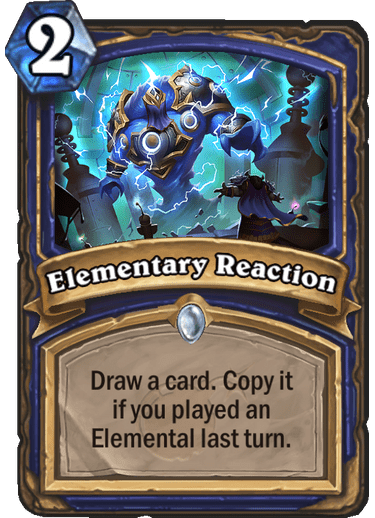 2
Elementary Reaction
Draw a card. Copy it
if you played an
Elemental last turn.